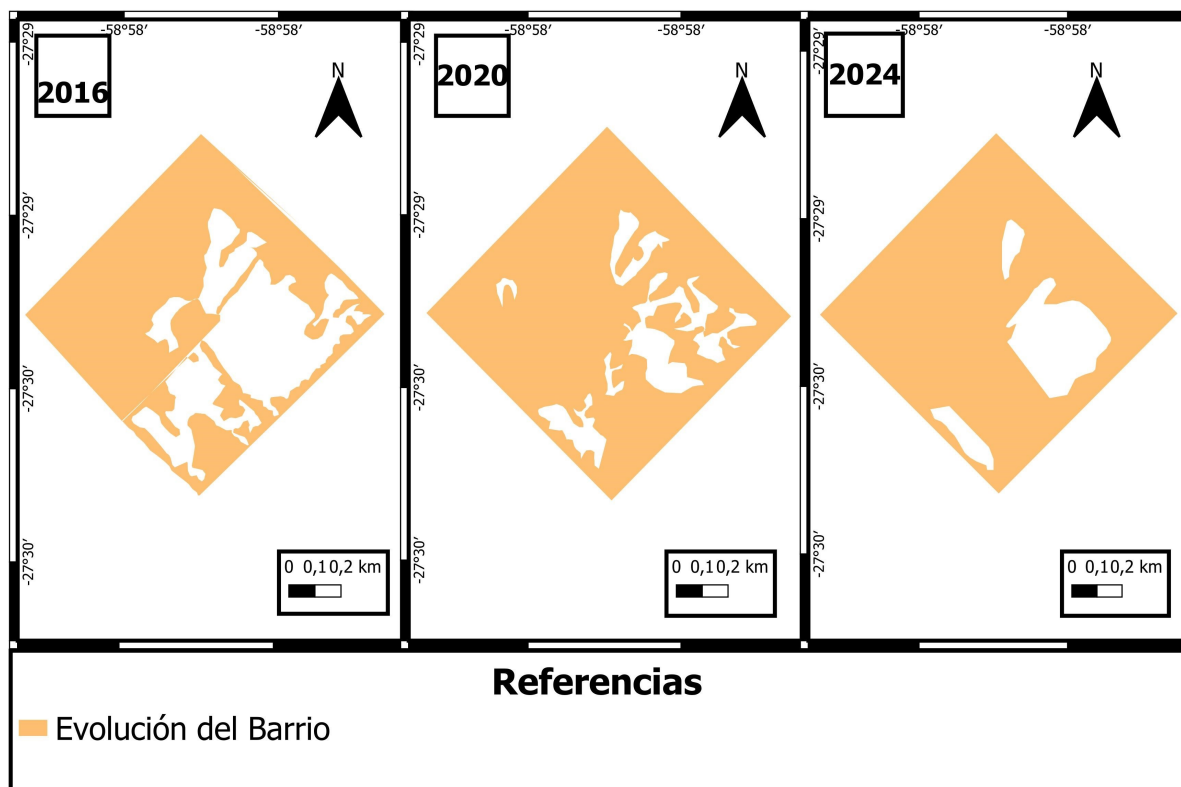 -58°58′ -58°58′ -58°58′ -58°58′ -58°58′ -58°58′
-27°29′ -27°29′ -27°29′
2016 2020 2024
N N N
-27°29′ -27°29′ -27°29′
-27°30′ -27°30′ -27°30′
-27°30′ -27°30′ -27°30′
0 0,10,2 km 0 0,10,2 km 0 0,10,2 km
Referencias
Evolución del Barrio